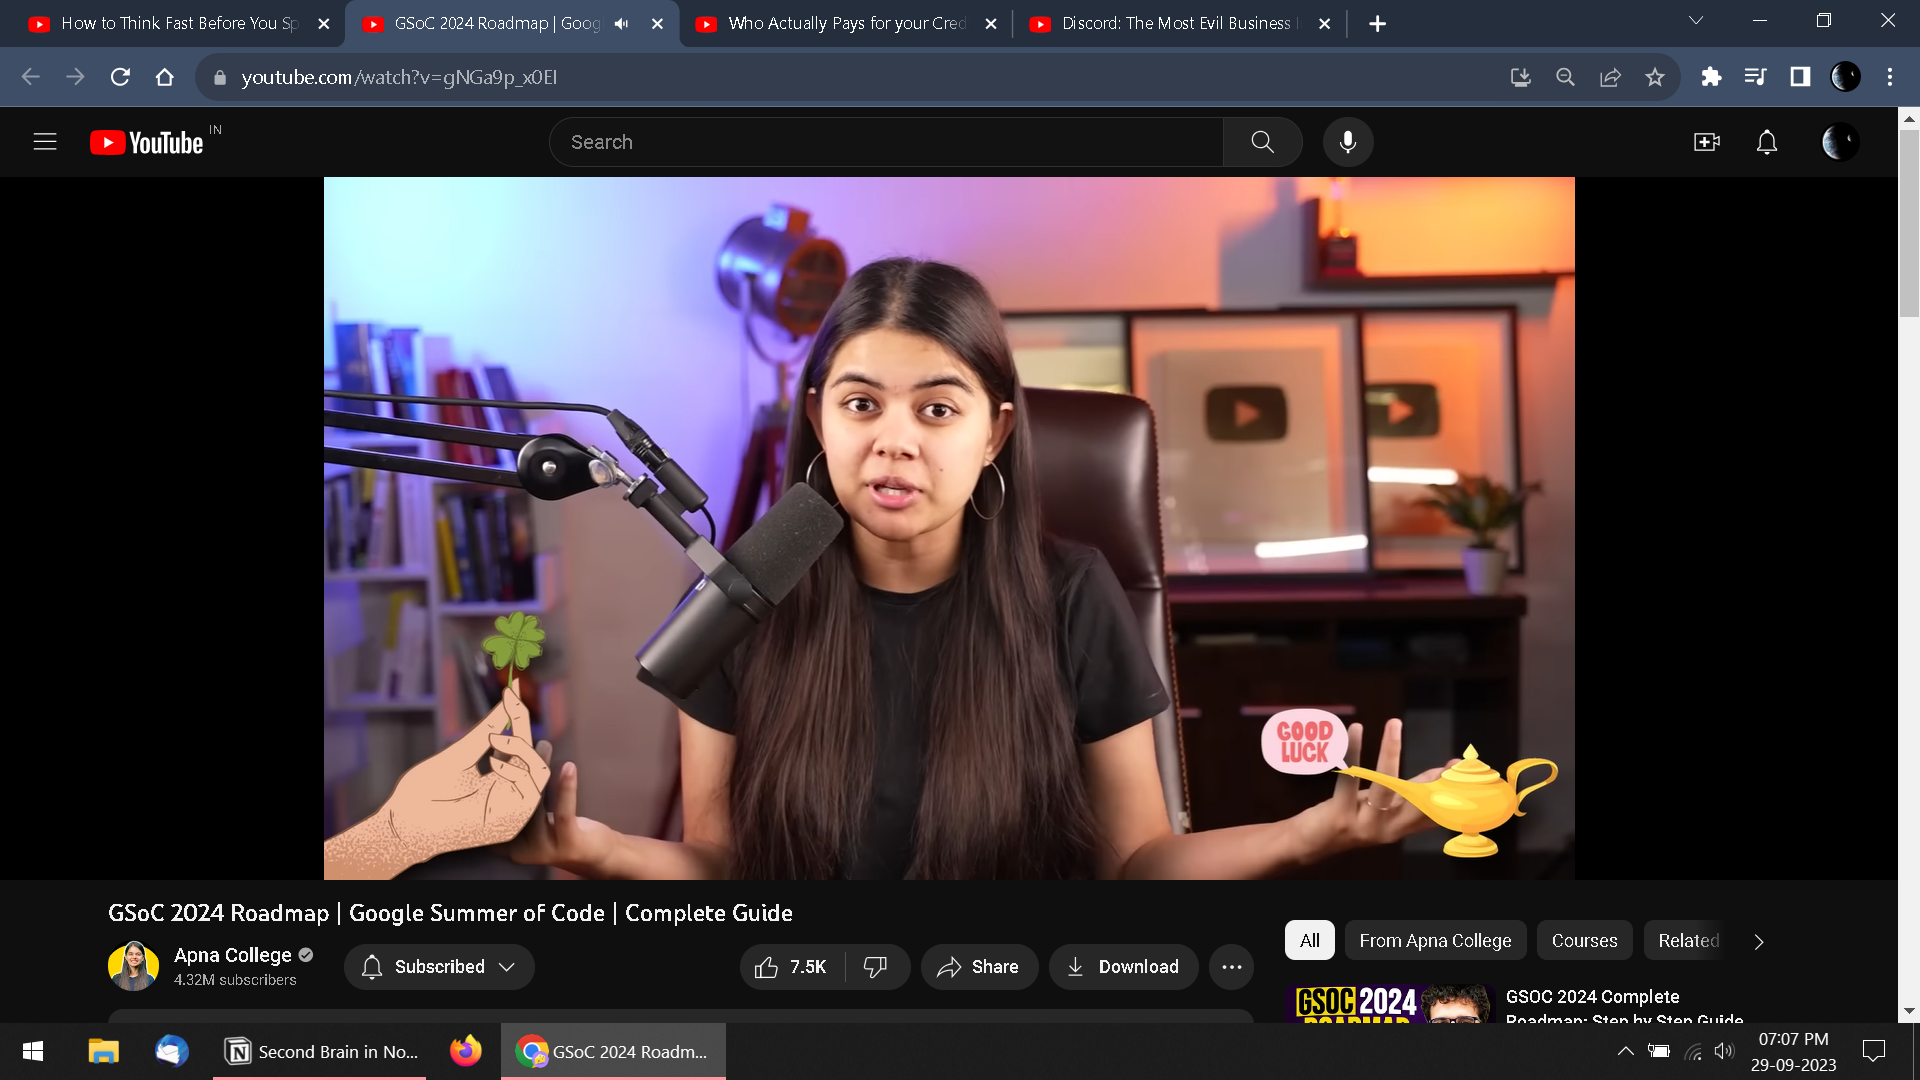 How to Think Fast Before You Sp
GSoC 2024 Roadmap | Goog
Who Actually Pays for your Cred
Discord: The Most Evil Business
youtube.com/watch?v=gNGa9p_x0EI
YouTube IN
Search
GOOD
LUCK
GSoC 2024 Roadmap | Google Summer of Code | Complete Guide
Apna College
4.32M subscribers
Subscribed
7.5K
Share
Download
All
From Apna College
Courses
Related
GSOC 2024
ROADMAP
GSOC 2024 Complete
Roadmap: Step by Step Guide
Second Brain in No...
GSoC 2024 Roadm...
07:07 PM
29-09-2023